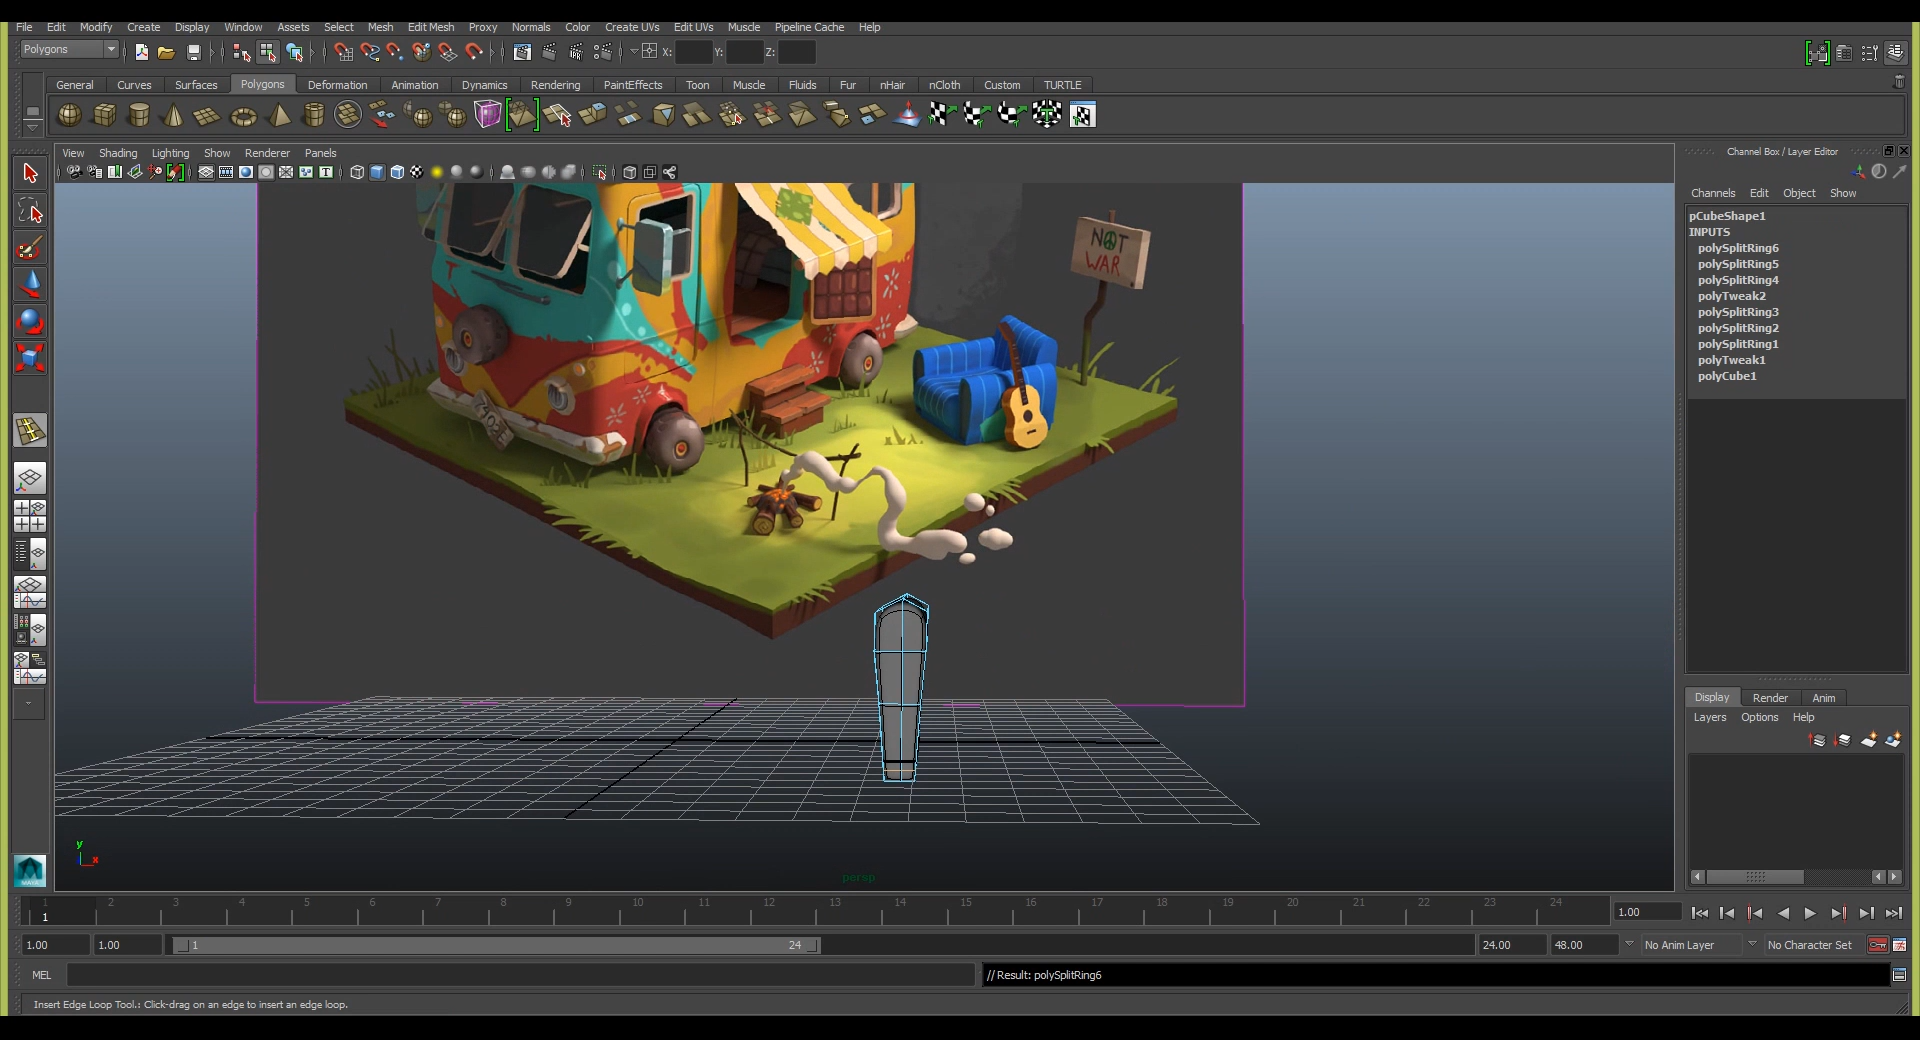 File Edit Modify Create Display Window Select Assets Mesh Edit Mesh Proxy Normals Color Create UVs Edit UVs Muscle Pipeline Cache Help
Polygons X: Y: Z:
General Curves Surfaces Polygons Deformation Animation Dynamics Rendering PaintEffects Toon Muscle Fluids Fur nHair nCloth Custom TURTLE
View Shading Lighting Show Renderer Panels
Channel Box / Layer Editor
Channels Edit Object Show
pCubeShape1
INPUTS
polySplitRing6
polySplitRing5
polySplitRing4
polyTweak2
polySplitRing3
polySplitRing2
polySplitRing1
polyTweak1
polyCube1
NOT
WAR
Display Render Anim
Layers Options Help
y
x
persp
MAYA
1 2 3 4 5 6 7 8 9 10 11 12 13 14 15 16 17 18 19 20 21 22 23 24
1
1.00
1.00 1.00 1 24 24.00 48.00 No Anim Layer No Character Set
MEL // Result: polySplitRing6
Insert Edge Loop Tool.: Click-drag on an edge to insert an edge loop.